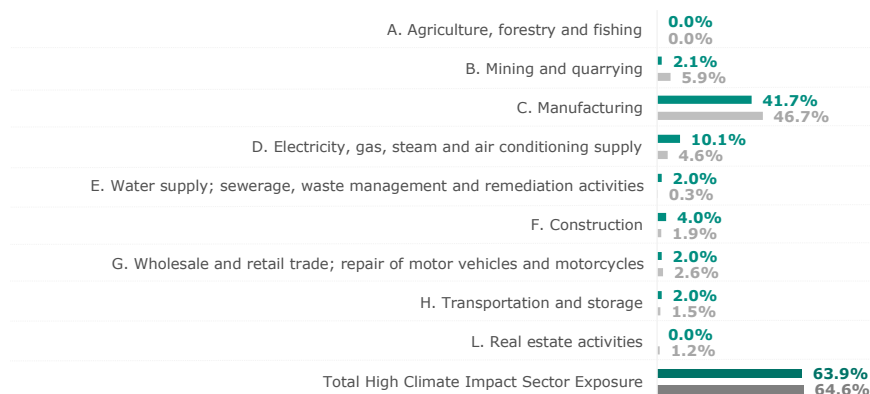 A. Agriculture, forestry and fishing 0.0%
0.0%
B. Mining and quarrying 2.1%
5.9%
C. Manufacturing 41.7%
46.7%
D. Electricity, gas, steam and air conditioning supply 10.1%
4.6%
E. Water supply; sewerage, waste management and remediation activities 2.0%
0.3%
F. Construction 4.0%
1.9%
G. Wholesale and retail trade; repair of motor vehicles and motorcycles 2.0%
2.6%
H. Transportation and storage 2.0%
1.5%
L. Real estate activities 0.0%
1.2%
Total High Climate Impact Sector Exposure 63.9%
64.6%